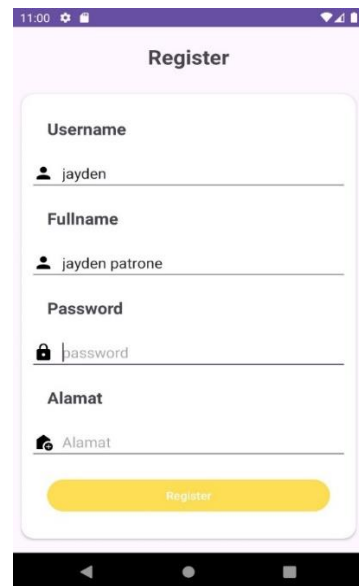 11:00
Register
Username
jayden
Fullname
jayden patrone
Password
password
Alamat
Alamat
Register